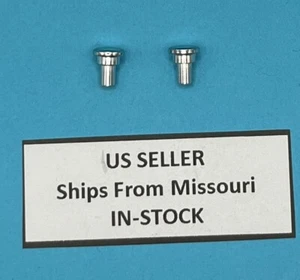 US SELLER
Ships From Missouri
IN-STOCK